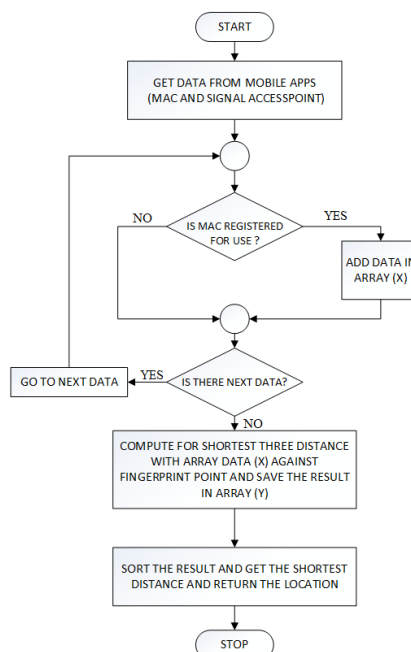 START
GET DATA FROM MOBILE APPS
(MAC AND SIGNAL ACCESSPOINT)
NO
IS MAC REGISTERED
FOR USE ?
YES
ADD DATA IN
ARRAY (X)
GO TO NEXT DATA
YES
IS THERE NEXT DATA?
NO
COMPUTE FOR SHORTEST THREE DISTANCE
WITH ARRAY DATA (X) AGAINST
FINGERPRINT POINT AND SAVE THE RESULT
IN ARRAY (Y)
SORT THE RESULT AND GET THE SHORTEST
DISTANCE AND RETURN THE LOCATION
STOP